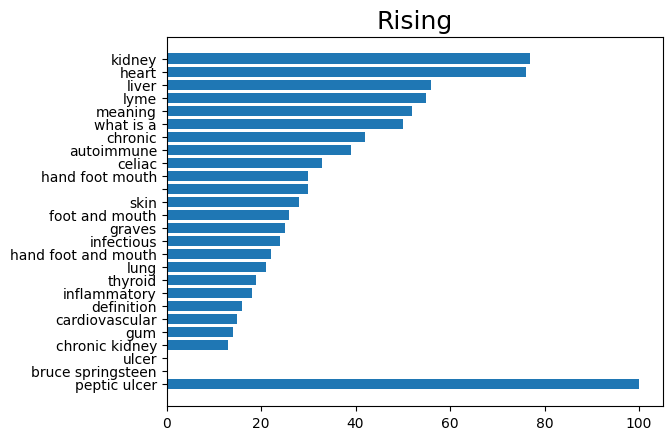 Rising
kidney
heart
liver
lyme
meaning
what is a
chronic
autoimmune
celiac
hand foot mouth
skin
foot and mouth
graves
infectious
hand foot and mouth
lung
thyroid
inflammatory
definition
cardiovascular
gum
chronic kidney
ulcer
bruce springsteen
peptic ulcer
0 20 40 60 80 100